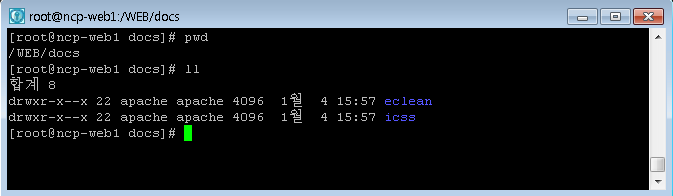 root@ncp-web1:/WEB/docs
[root@ncp-web1 docs]# pwd
/WEB/docs
[root@ncp-web1 docs]# ll
합계 8
drwxr-x--x 22 apache apache 4096  1월  4 15:57 eclean
drwxr-x--x 22 apache apache 4096  1월  4 15:57 icss
[root@ncp-web1 docs]#